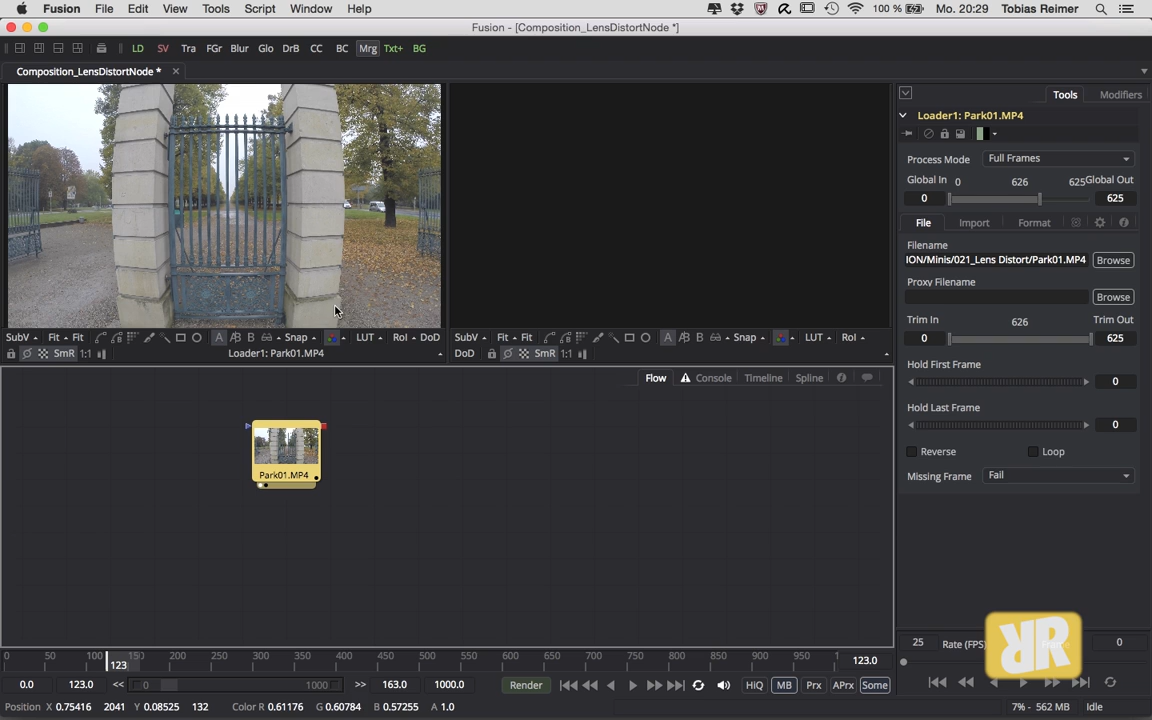 Fusion File Edit View Tools Script Window Help 100 % Mo. 20:29 Tobias Reimer
Fusion - [Composition_LensDistortNode *]
LD SV Tra FGr Blur Glo DrB CC BC Mrg Txt+ BG
Composition_LensDistortNode *
Tools Modifiers
Loader1: Park01.MP4
Process Mode Full Frames
Global In 0 626 625 Global Out
0 625
File Import Format
Filename
ION/Minis/021_Lens Distort/Park01.MP4 Browse
Proxy Filename
Browse
Trim In 626 Trim Out
0 625
Hold First Frame
0
Hold Last Frame
0
Reverse Loop
Missing Frame Fail
SubV Fit Fit A A B B Snap LUT RoI DoD
SmR 1:1 Loader1: Park01.MP4
SubV Fit Fit A A B B Snap LUT RoI
DoD SmR 1:1
Flow Console Timeline Spline
Park01.MP4
0 50 100 150 200 250 300 350 400 450 500 550 600 650 700 750 800 850 900 950 1
123 123.0
0.0 123.0 << 0 1000 >> 163.0 1000.0 Render HiQ MB Prx APrx Some
25 Rate (FPS) 0
RR
Position X 0.75416 2041 Y 0.08525 132 Color R 0.61176 G 0.60784 B 0.57255 A 1.0 7% - 562 MB Idle